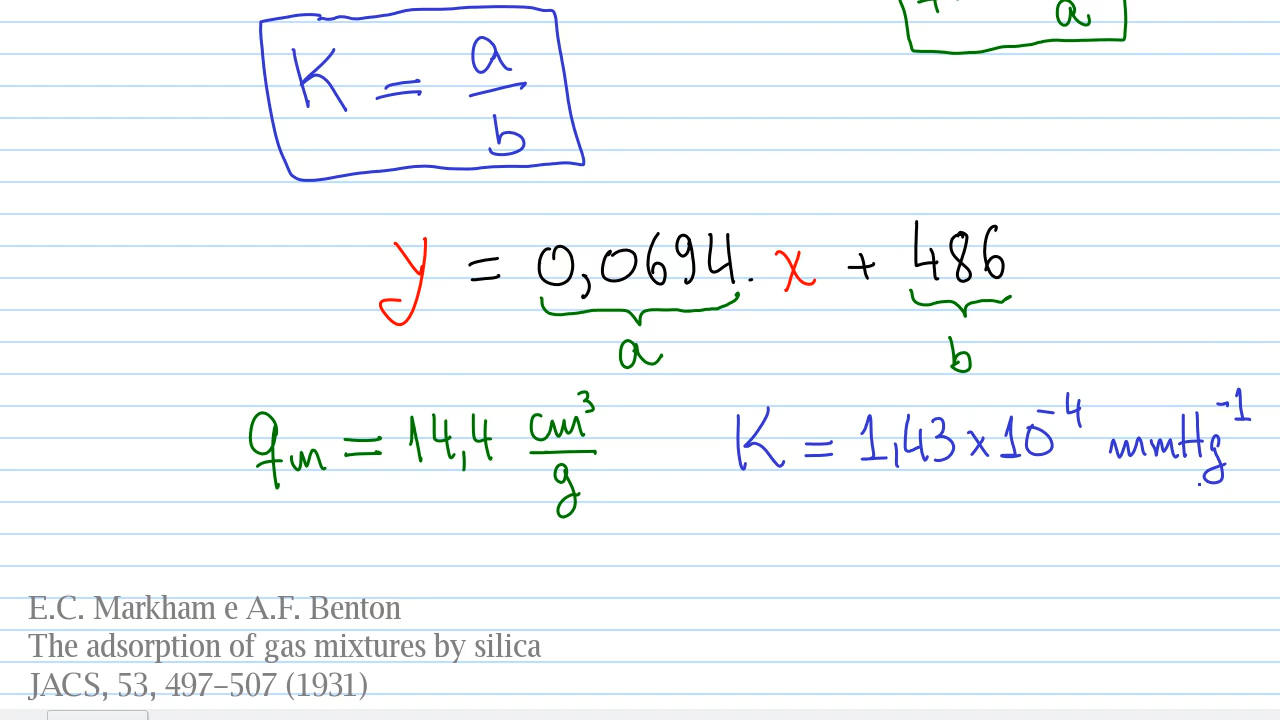 a
K = a/b
y = 0,0694. x + 486
a b
qm = 14,4 cm³/g K = 1,43 x 10⁻⁴ mmHg⁻¹
E.C. Markham e A.F. Benton
The adsorption of gas mixtures by silica
JACS, 53, 497–507 (1931)